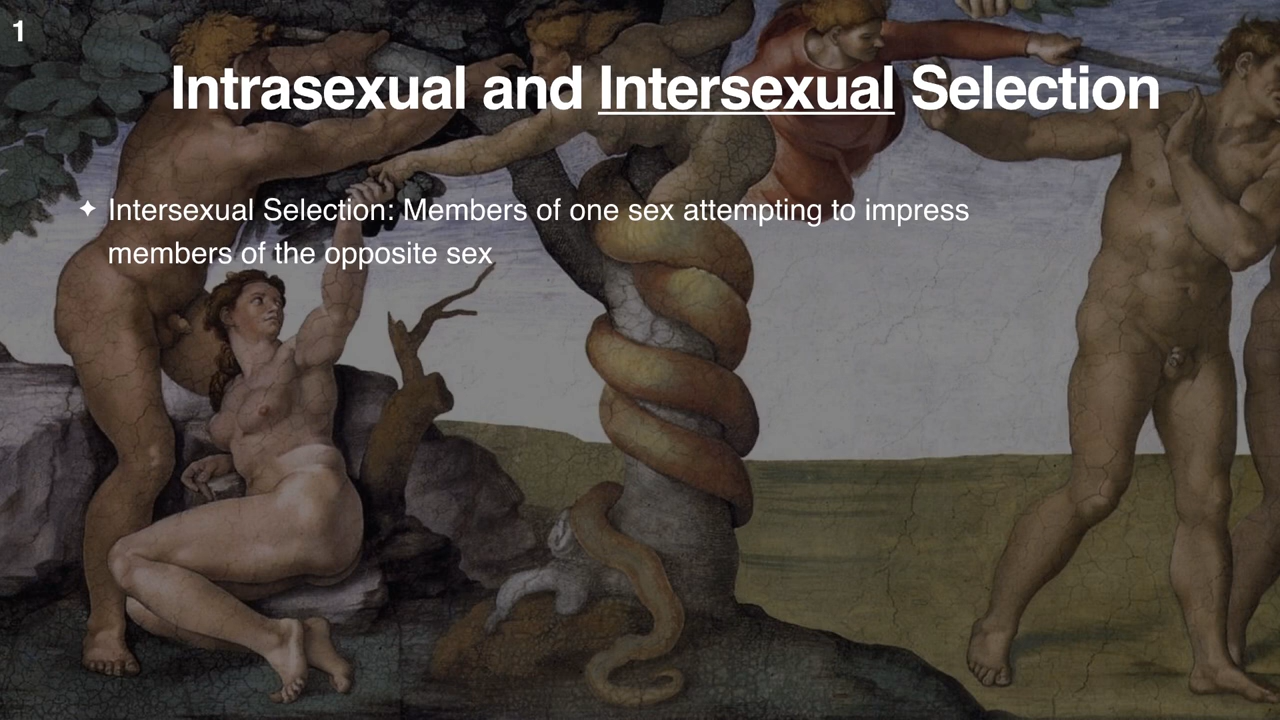 1
Intrasexual and Intersexual Selection
✦ Intersexual Selection: Members of one sex attempting to impress
members of the opposite sex